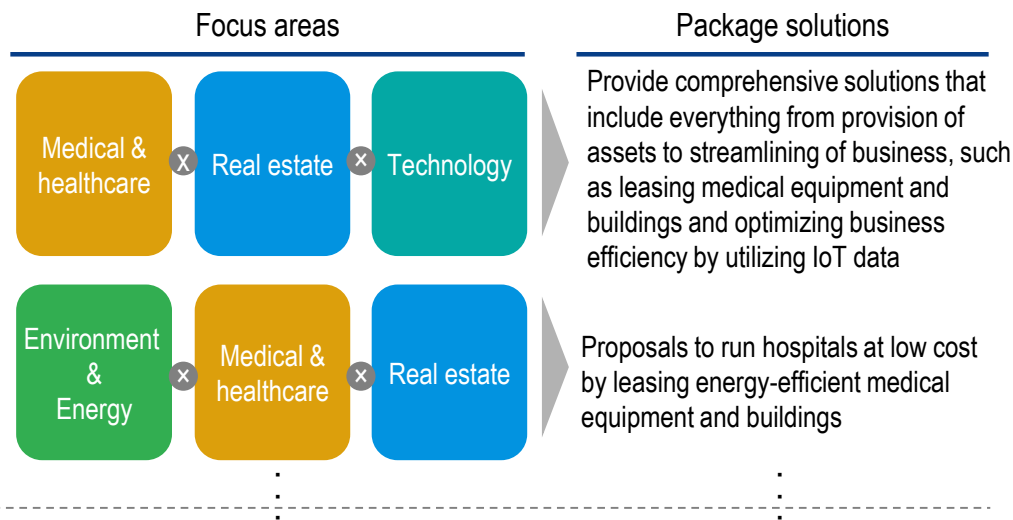 Focus areas
Package solutions
Medical &
healthcare
x
Real estate
x
Technology
Provide comprehensive solutions that
include everything from provision of
assets to streamlining of business, such
as leasing medical equipment and
buildings and optimizing business
efficiency by utilizing IoT data
Environment
&
Energy
x
Medical &
healthcare
x
Real estate
Proposals to run hospitals at low cost
by leasing energy-efficient medical
equipment and buildings